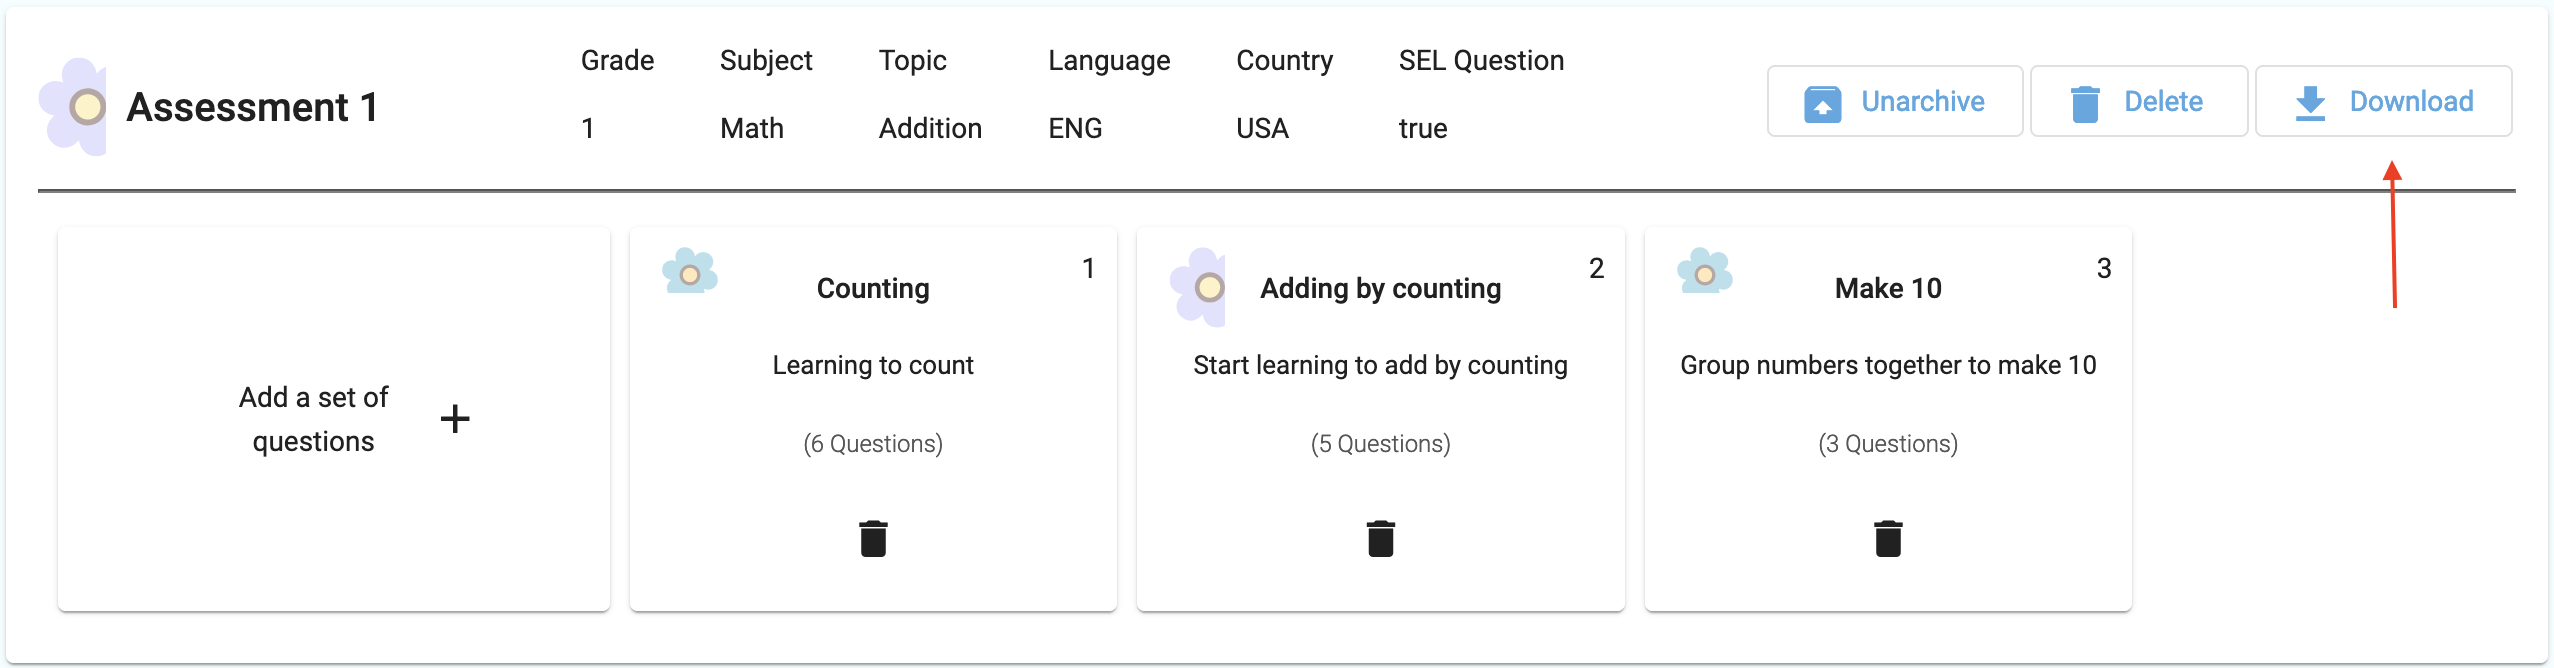 Assessment 1
Grade Subject Topic Language Country SEL Question
1 Math Addition ENG USA true
Unarchive Delete Download
Add a set of
questions
1
Counting
Learning to count
(6 Questions)
2
Adding by counting
Start learning to add by counting
(5 Questions)
3
Make 10
Group numbers together to make 10
(3 Questions)